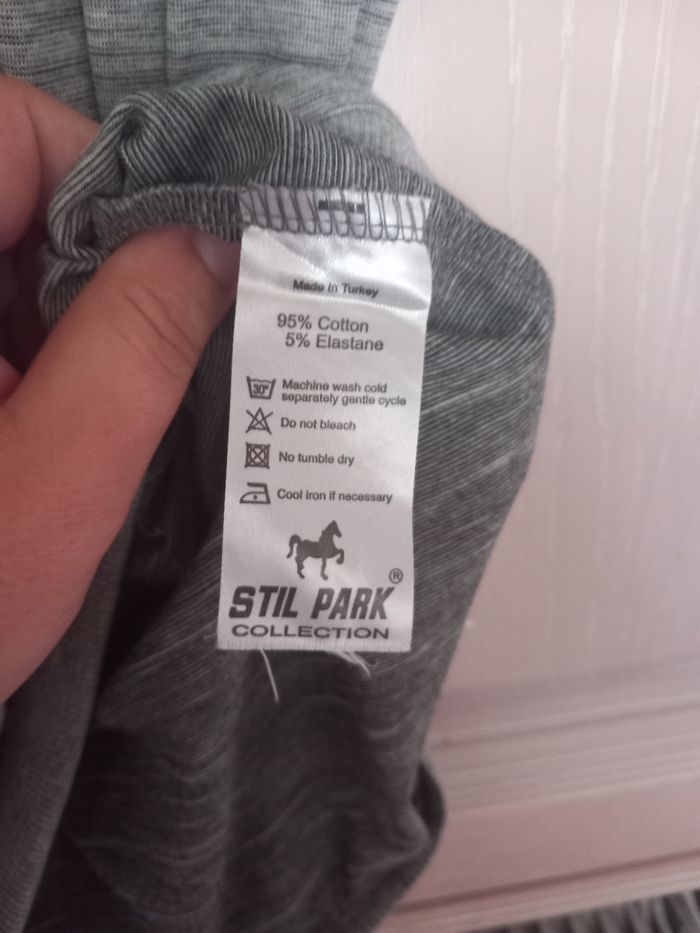 Made in Turkey
95% Cotton
5% Elastane
30°
Machine wash cold
separately gentle cycle
Do not bleach
No tumble dry
Cool iron if necessary
STIL PARK®
COLLECTION